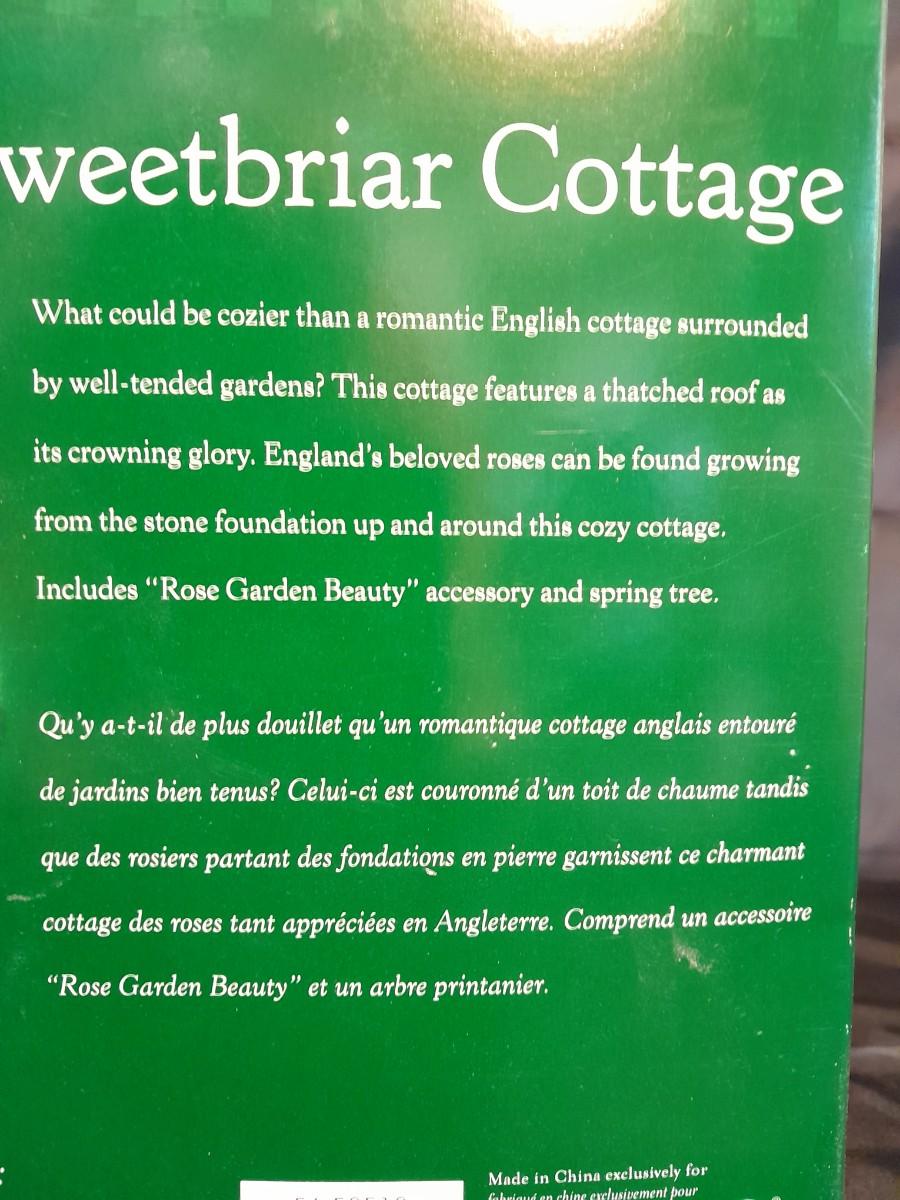 weetbriar Cottage
What could be cozier than a romantic English cottage surrounded
by well-tended gardens? This cottage features a thatched roof as
its crowning glory. England's beloved roses can be found growing
from the stone foundation up and around this cozy cottage.
Includes "Rose Garden Beauty" accessory and spring tree.
Qu'y a-t-il de plus douillet qu'un romantique cottage anglais entouré
de jardins bien tenus? Celui-ci est couronné d'un toit de chaume tandis
que des rosiers partant des fondations en pierre garnissent ce charmant
cottage des roses tant appréciées en Angleterre. Comprend un accessoire
"Rose Garden Beauty" et un arbre printanier.
Made in China exclusively for
fabriqué en chine exclusivement pour